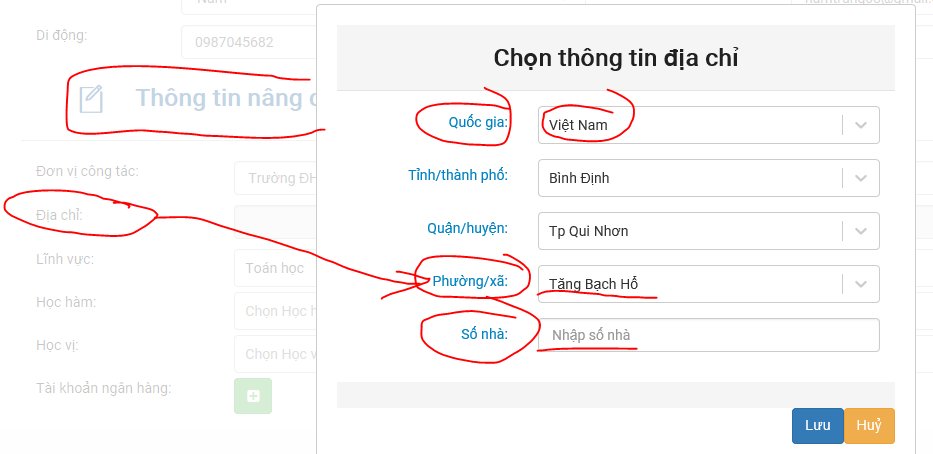 Nam
Di động:
0987045682
Thông tin nâng c
Đơn vị công tác:
Trường ĐH
Địa chỉ:
Lĩnh vực:
Toán học
Học hàm:
Chọn Học h
Học vị:
Chọn Học v
Tài khoản ngân hàng:
Chọn thông tin địa chỉ
Quốc gia:
Việt Nam
Tỉnh/thành phố:
Bình Định
Quận/huyện:
Tp Qui Nhơn
Phường/xã:
Tăng Bạch Hổ
Số nhà:
Nhập số nhà
Lưu
Huỷ